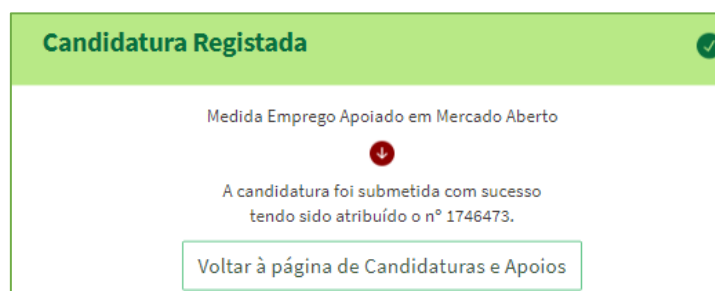 Candidatura Registada
Medida Emprego Apoiado em Mercado Aberto
A candidatura foi submetida com sucesso
tendo sido atribuído o nº 1746473.
Voltar à página de Candidaturas e Apoios